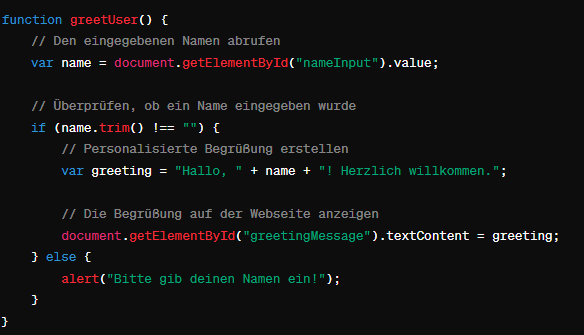 function greetUser() {
    // Den eingegebenen Namen abrufen
    var name = document.getElementById("nameInput").value;

    // Überprüfen, ob ein Name eingegeben wurde
    if (name.trim() !== "") {
        // Personalisierte Begrüßung erstellen
        var greeting = "Hallo, " + name + "! Herzlich willkommen.";

        // Die Begrüßung auf der Webseite anzeigen
        document.getElementById("greetingMessage").textContent = greeting;
    } else {
        alert("Bitte gib deinen Namen ein!");
    }
}